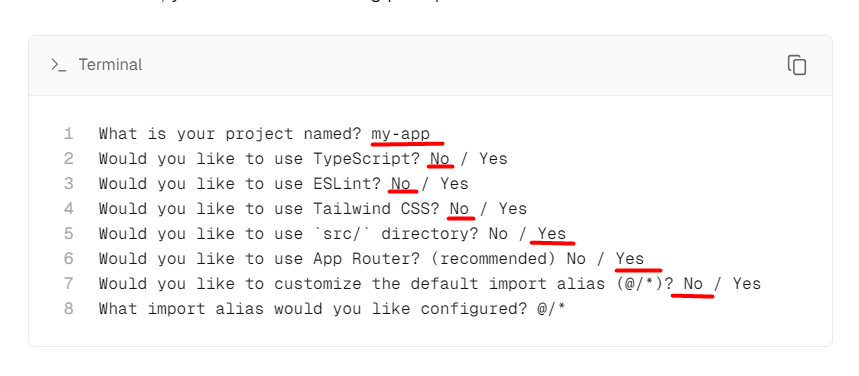 >_ Terminal
1 What is your project named? my-app
2 Would you like to use TypeScript? No / Yes
3 Would you like to use ESLint? No / Yes
4 Would you like to use Tailwind CSS? No / Yes
5 Would you like to use `src/` directory? No / Yes
6 Would you like to use App Router? (recommended) No / Yes
7 Would you like to customize the default import alias (@/*)? No / Yes
8 What import alias would you like configured? @/*